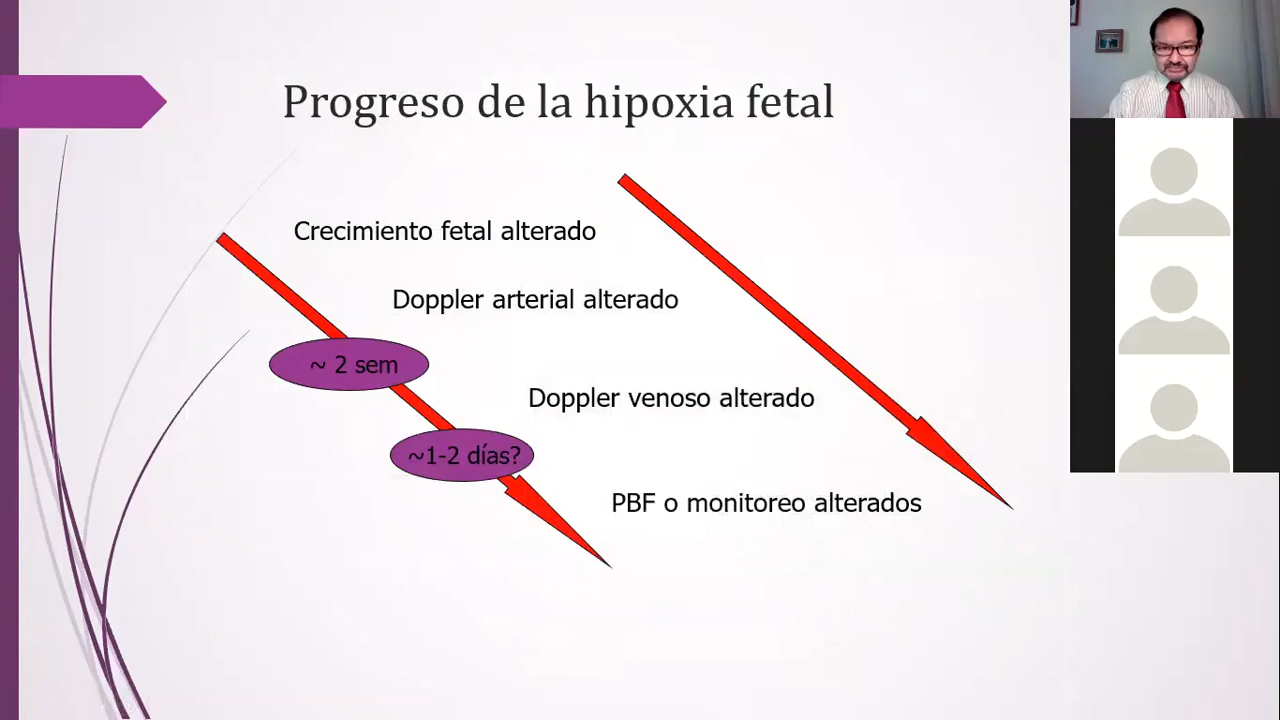 Progreso de la hipoxia fetal
Crecimiento fetal alterado
Doppler arterial alterado
~ 2 sem
Doppler venoso alterado
~1-2 días?
PBF o monitoreo alterados